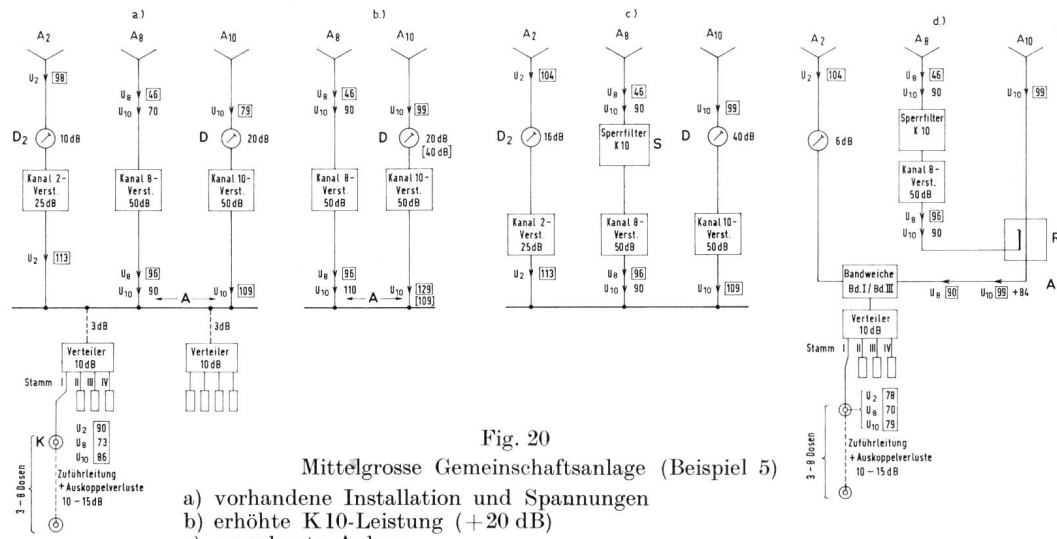 a.)
A2
A8
A10
U2 98
U8 46
U10 70
U10 79
D2
10dB
D
20dB
Kanal 2-
Verst.
25dB
Kanal 8-
Verst.
50dB
Kanal 10-
Verst.
50dB
U2 113
U8 96
U10 90
A
U10 109
3dB
3dB
Verteiler
10dB
Verteiler
10dB
Stamm I II III IV
K
U2 90
U8 73
U10 86
3 – 8 Dosen
Zuführleitung
+Auskoppelverluste
10 – 15dB
b.)
A8
A10
U8 46
U10 90
U10 99
D
20dB
[40dB]
Kanal 8-
Verst.
50dB
Kanal 10-
Verst.
50dB
U8 96
U10 110
A
U10 129
109
c)
A2
A8
A10
U2 104
U8 46
U10 90
U10 99
D2
16dB
Sperrfilter
K10
S
D
40dB
Kanal 2-
Verst.
25dB
Kanal 8-
Verst.
50dB
Kanal 10-
Verst.
50dB
U2 113
U8 96
U10 90
U10 109
d.)
A2
A8
A10
U2 104
U8 46
U10 90
U10 99
6dB
Sperrfilter
K10
Kanal 8-
Verst.
50dB
U8 96
U10 90
R
Bandweiche
Bd.I / Bd.III
U8 90
U10 99 +84
A
Verteiler
10dB
Stamm I II III IV
U2 78
U8 70
U10 79
3 – 8 Dosen
Zuführleitung
+Auskoppelverluste
10 – 15dB
Fig. 20
Mittelgrosse Gemeinschaftsanlage (Beispiel 5)
a) vorhandene Installation und Spannungen
b) erhöhte K10-Leistung (+20 dB)